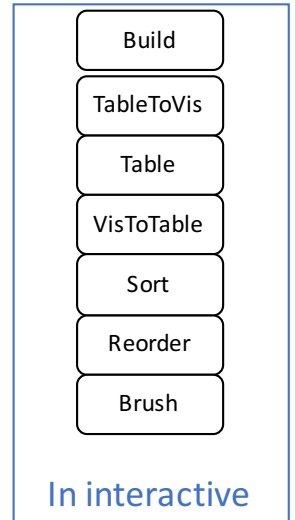 Build
TableToVis
Table
VisToTable
Sort
Reorder
Brush
In interactive